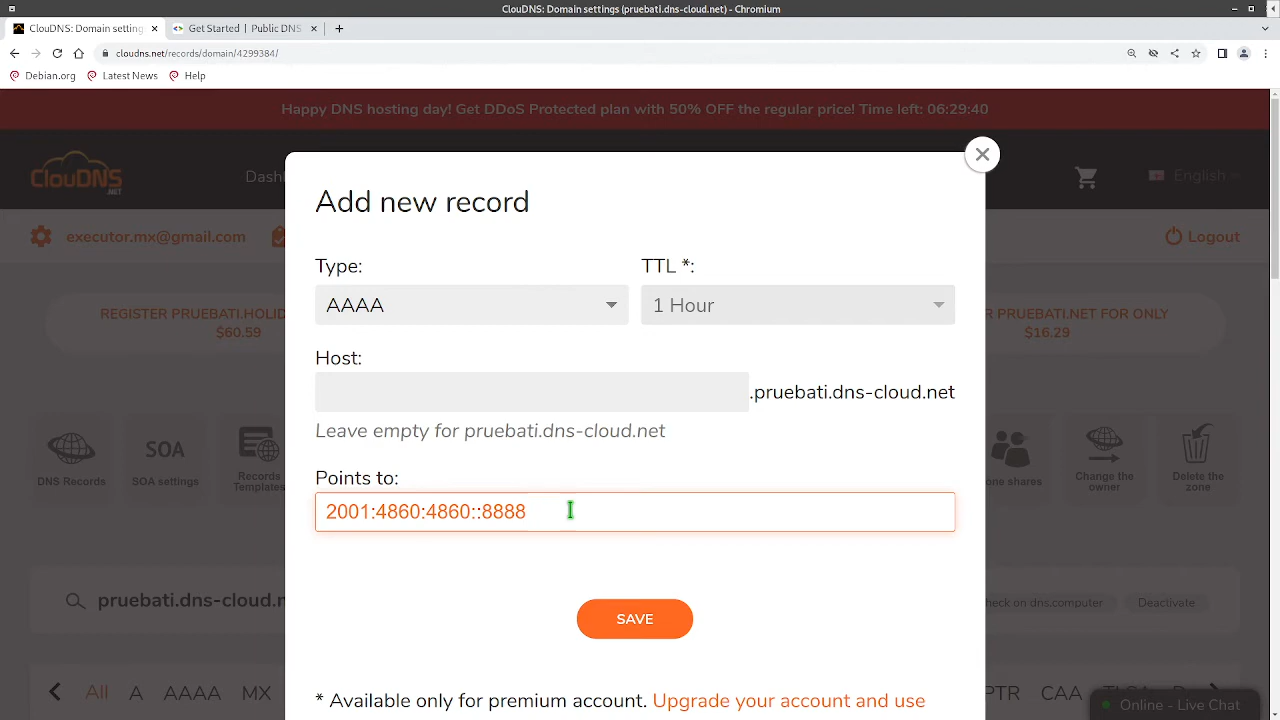 ClouDNS: Domain settings (pruebati.dns-cloud.net) - Chromium
ClouDNS: Domain setting
Get Started | Public DNS
cloudns.net/records/domain/4299384/
Debian.org
Latest News
Help
Happy DNS hosting day! Get DDoS Protected plan with 50% OFF the regular price! Time left: 06:29:40
ClouDNS
.NET
Dash
English
executor.mx@gmail.com
Logout
REGISTER PRUEBATI.HOLID
$60.59
PRUEBATI.NET FOR ONLY
$16.29
DNS Records
SOA
SOA settings
Records
Templates
one shares
Change the
owner
Delete the
zone
Add new record
Type:
TTL *:
AAAA
1 Hour
Host:
.pruebati.dns-cloud.net
Leave empty for pruebati.dns-cloud.net
Points to:
2001:4860:4860::8888
SAVE
* Available only for premium account. Upgrade your account and use
pruebati.dns-cloud.n
heck on dns.computer
Deactivate
All
A
AAAA
MX
PTR
CAA
Online - Live Chat